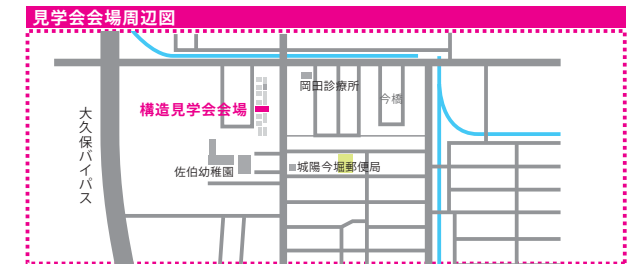 見学会会場周辺図
岡田診療所
今橋
構造見学会会場
大久保バイパス
佐伯幼稚園
城陽今堀郵便局